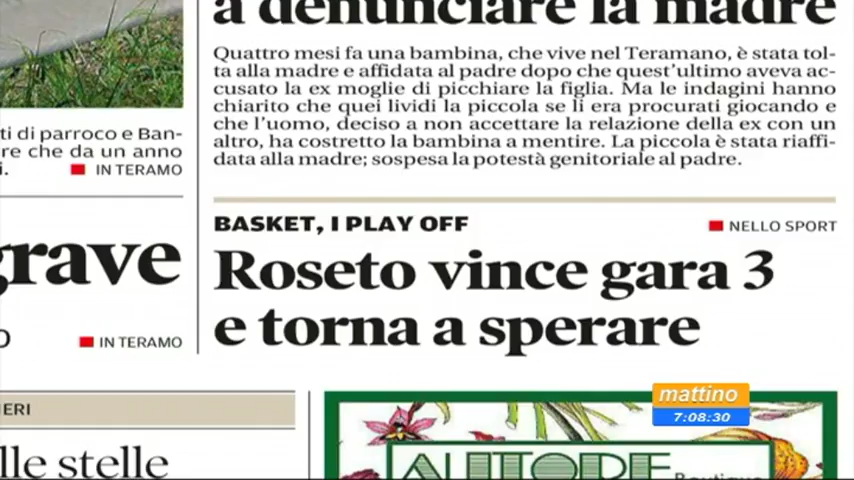 a denunciare la madre
Quattro mesi fa una bambina, che vive nel Teramano, è stata tol-
ta alla madre e affidata al padre dopo che quest'ultimo aveva ac-
cusato la ex moglie di picchiare la figlia. Ma le indagini hanno
chiarito che quei lividi la piccola se li era procurati giocando e
che l'uomo, deciso a non accettare la relazione della ex con un
altro, ha costretto la bambina a mentire. La piccola è stata riaffi-
data alla madre; sospesa la potestà genitoriale al padre.
ti di parroco e Ban-
re che da un anno
i.
IN TERAMO
grave
o
IN TERAMO
BASKET, I PLAY OFF
NELLO SPORT
Roseto vince gara 3
e torna a sperare
IERI
lle stelle
mattino
7:08:30
AUTORE
Boutique